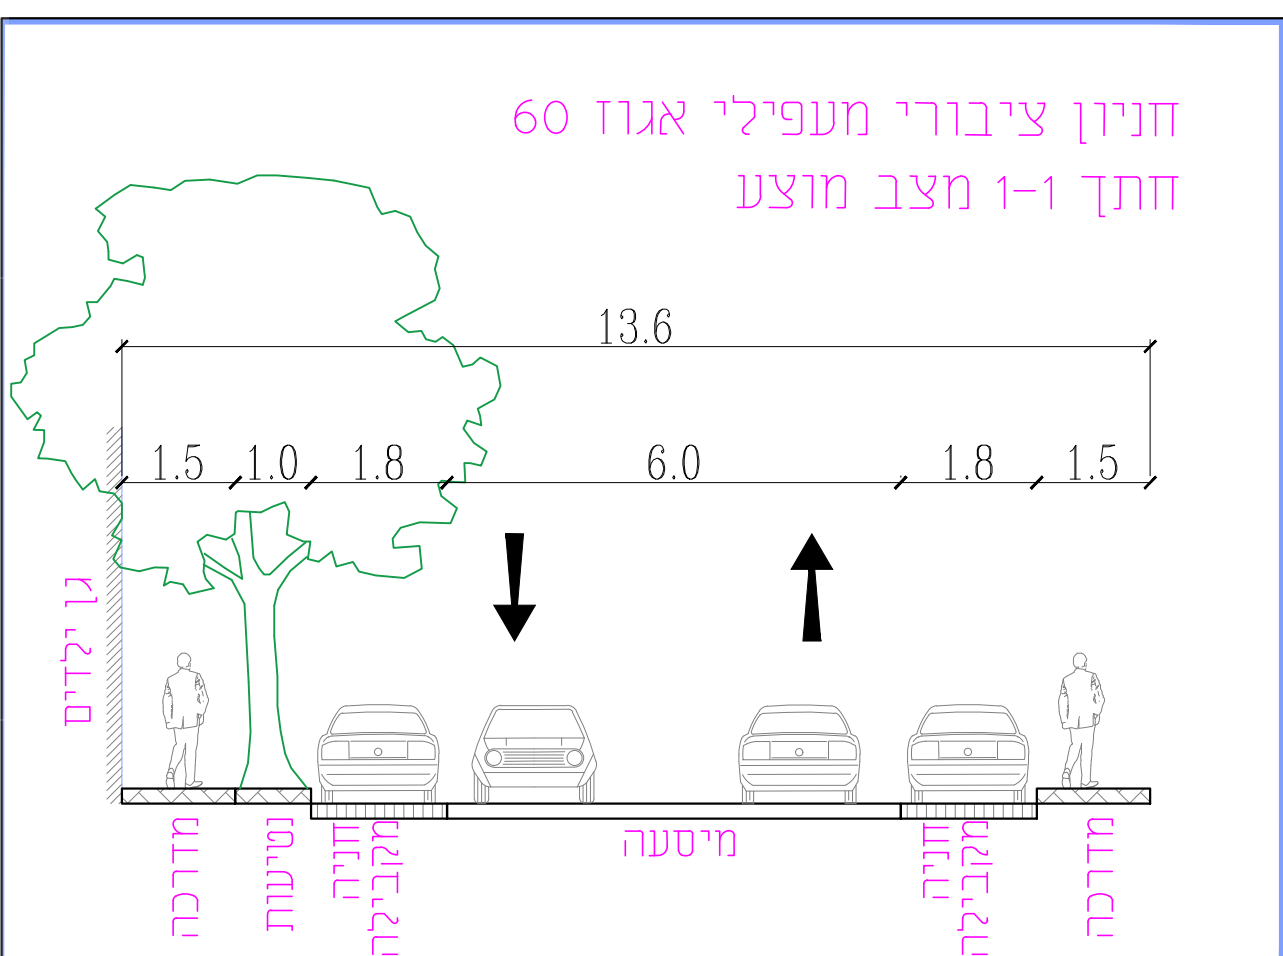 חניון ציבורי מעפילי אגוז 60
חתך 1-1 מצב מוצע
13.6
1.5 1.0 1.8 6.0 1.8 1.5
גן ילדים
מדרכה
נטיעות
חניה
מקבילה
מיסעה
חניה
מקבילה
מדרכה